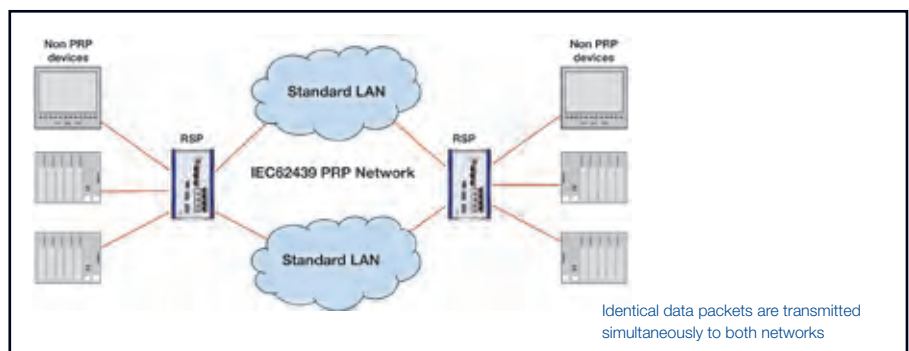 Non PRP
devices
Non PRP
devices
Standard LAN
RSP
RSP
IEC62439 PRP Network
Standard LAN
Identical data packets are transmitted
simultaneously to both networks